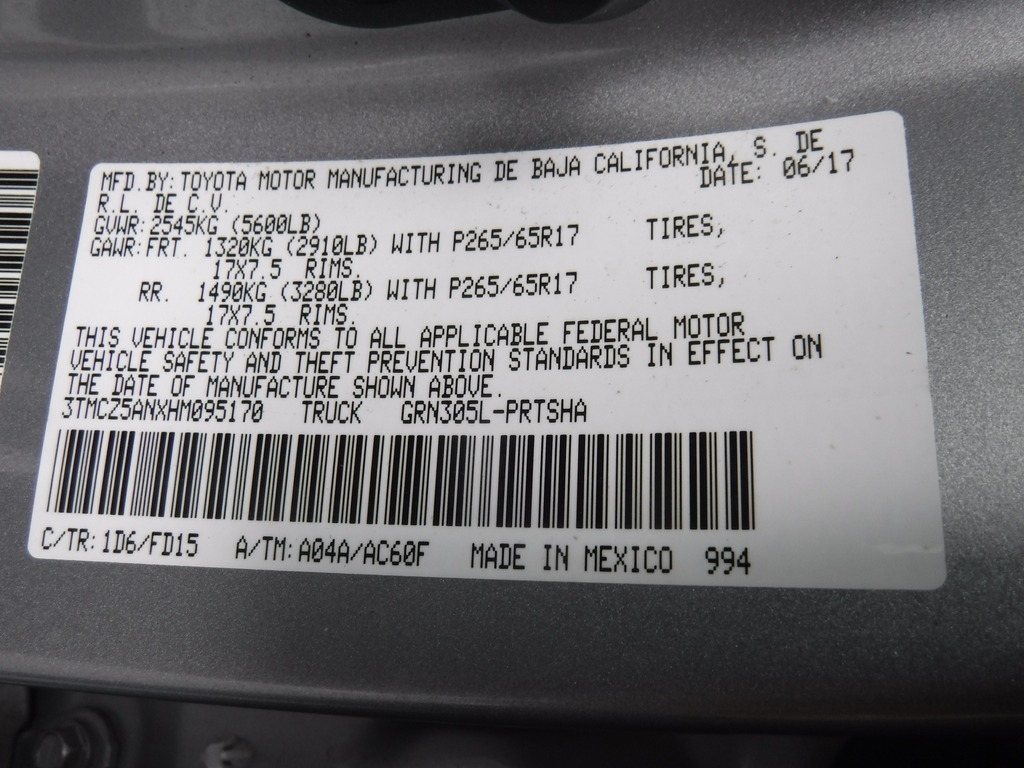 MFD.BY: TOYOTA MOTOR MANUFACTURING DE BAJA CALIFORNIA, S. DE
R.L. DE C.V. DATE: 06/17
GVWR: 2545KG (5600LB)
GAWR: FRT. 1320KG (2910LB) WITH P265/65R17 TIRES,
17X7.5 RIMS.
RR. 1490KG (3280LB) WITH P265/65R17 TIRES,
17X7.5 RIMS.
THIS VEHICLE CONFORMS TO ALL APPLICABLE FEDERAL MOTOR
VEHICLE SAFETY AND THEFT PREVENTION STANDARDS IN EFFECT ON
THE DATE OF MANUFACTURE SHOWN ABOVE.
3TMCZ5ANXHM095170 TRUCK GRN305L-PRTSHA
C/TR: 1D6/FD15 A/TM: A04A/AC60F MADE IN MEXICO 994